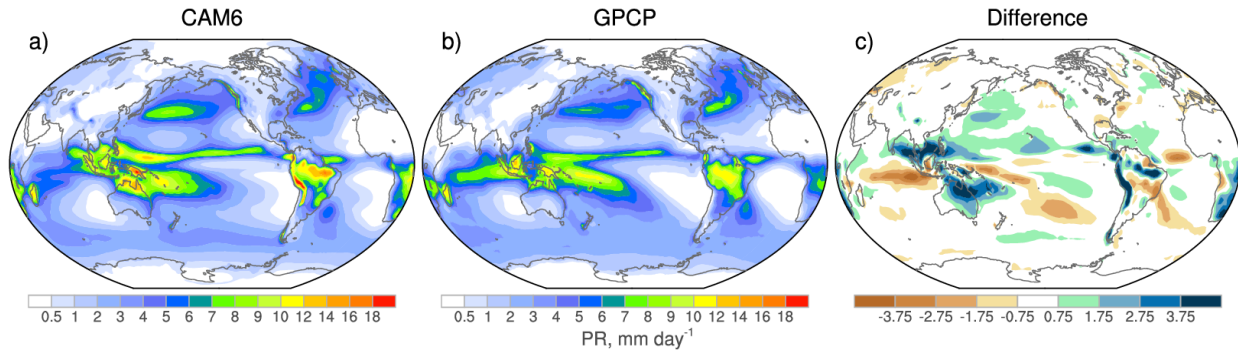 CAM6
GPCP
Difference
a)
b)
c)
0.5 1 2 3 4 5 6 7 8 9 10 12 14 16 18
0.5 1 2 3 4 5 6 7 8 9 10 12 14 16 18
-3.75 -2.75 -1.75 -0.75 0.75 1.75 2.75 3.75
PR, mm day⁻¹